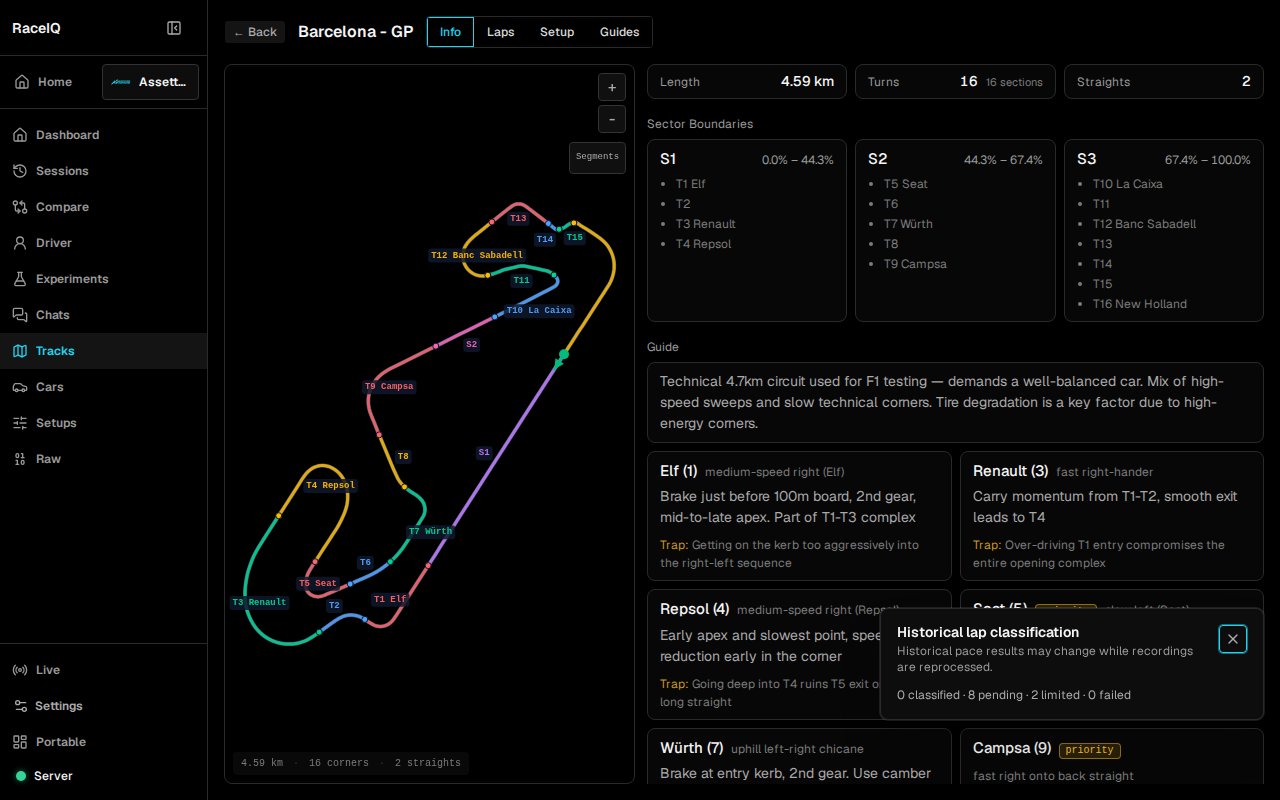 RaceIQ
Home
Assett...
Dashboard
Sessions
Compare
Driver
Experiments
Chats
Tracks
Cars
Setups
Raw
Live
Settings
Portable
Server
← Back
Barcelona - GP
Info
Laps
Setup
Guides
+
-
Segments
T13
T14
T15
T12 Banc Sabadell
T11
T10 La Caixa
S2
T9 Campsa
S1
T8
T4 Repsol
T7 Würth
T6
T5 Seat
T3 Renault
T2
T1 Elf
4.59 km · 16 corners · 2 straights
Length 4.59 km
Turns 16 16 sections
Straights 2
Sector Boundaries
S1 0.0% – 44.3%
• T1 Elf
• T2
• T3 Renault
• T4 Repsol
S2 44.3% – 67.4%
• T5 Seat
• T6
• T7 Würth
• T8
• T9 Campsa
S3 67.4% – 100.0%
• T10 La Caixa
• T11
• T12 Banc Sabadell
• T13
• T14
• T15
• T16 New Holland
Guide
Technical 4.7km circuit used for F1 testing — demands a well-balanced car. Mix of high-
speed sweeps and slow technical corners. Tire degradation is a key factor due to high-
energy corners.
Elf (1) medium-speed right (Elf)
Brake just before 100m board, 2nd gear,
mid-to-late apex. Part of T1-T3 complex
Trap: Getting on the kerb too aggressively into
the right-left sequence
Renault (3) fast right-hander
Carry momentum from T1-T2, smooth exit
leads to T4
Trap: Over-driving T1 entry compromises the
entire opening complex
Repsol (4) medium-speed right (Repsol)
Early apex and slowest point, spee
reduction early in the corner
Trap: Going deep into T4 ruins T5 exit o
long straight
Seat (5)
Historical lap classification
Historical pace results may change while recordings
are reprocessed.
0 classified · 8 pending · 2 limited · 0 failed
Würth (7) uphill left-right chicane
Brake at entry kerb, 2nd gear. Use camber
Campsa (9) priority
fast right onto back straight